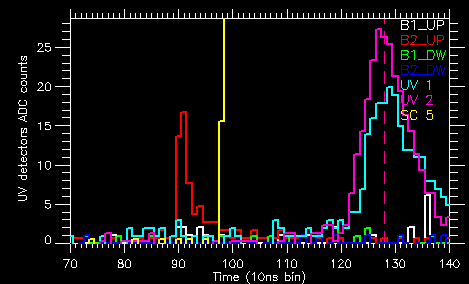 B1_UP
B2_UP
B1_DW
B2_DW
UV 1
UV 2
SC 5
UV detectors ADC counts
25
20
15
10
5
0
70 80 90 100 110 120 130 140
Time (10ns bin)